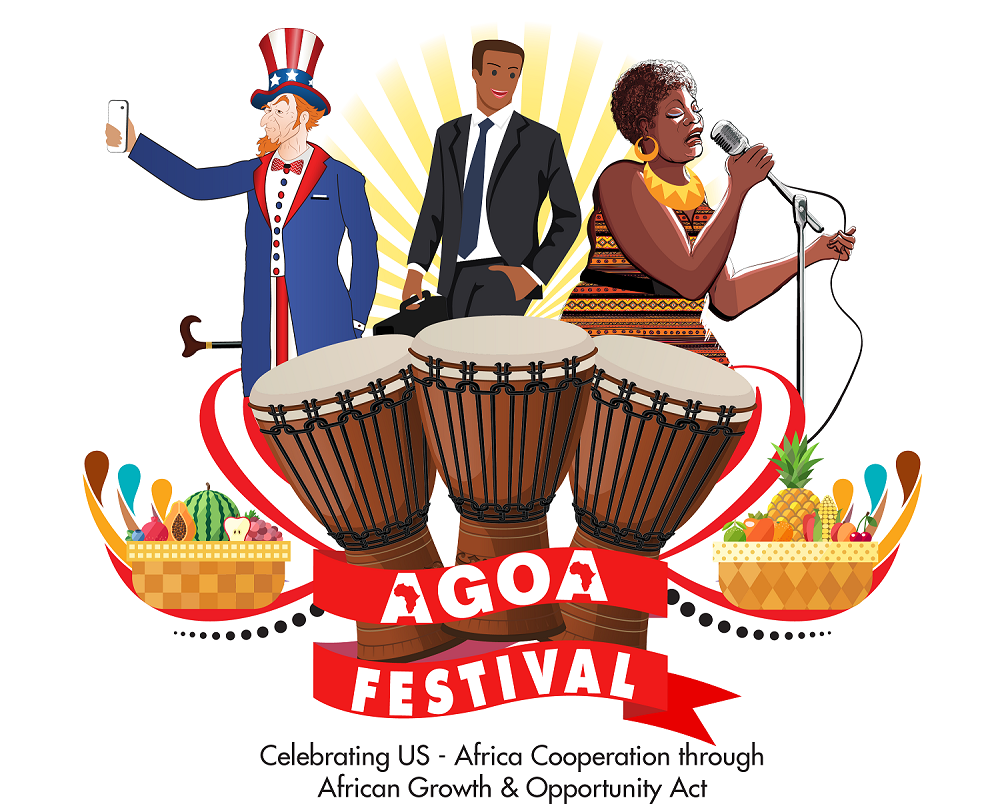 AGOA
FESTIVAL
Celebrating US - Africa Cooperation through
African Growth & Opportunity Act